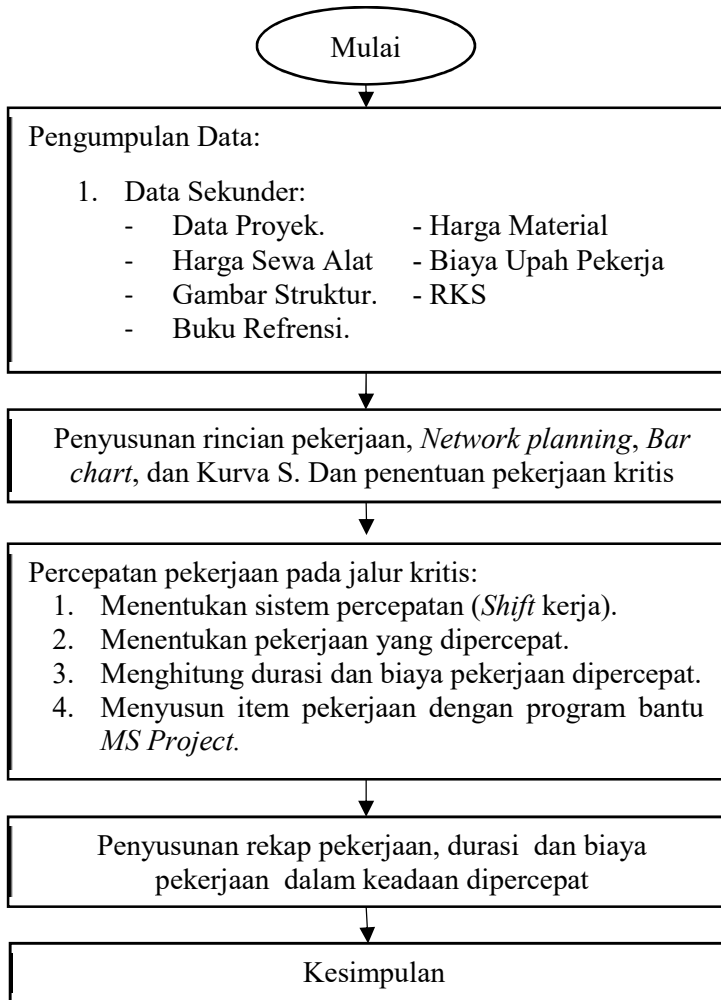 Mulai
Pengumpulan Data:
1. Data Sekunder:
- Data Proyek. - Harga Material
- Harga Sewa Alat - Biaya Upah Pekerja
- Gambar Struktur. - RKS
- Buku Refrensi.
Penyusunan rincian pekerjaan, Network planning, Bar
chart, dan Kurva S. Dan penentuan pekerjaan kritis
Percepatan pekerjaan pada jalur kritis:
1. Menentukan sistem percepatan (Shift kerja).
2. Menentukan pekerjaan yang dipercepat.
3. Menghitung durasi dan biaya pekerjaan dipercepat.
4. Menyusun item pekerjaan dengan program bantu
MS Project.
Penyusunan rekap pekerjaan, durasi dan biaya
pekerjaan dalam keadaan dipercepat
Kesimpulan